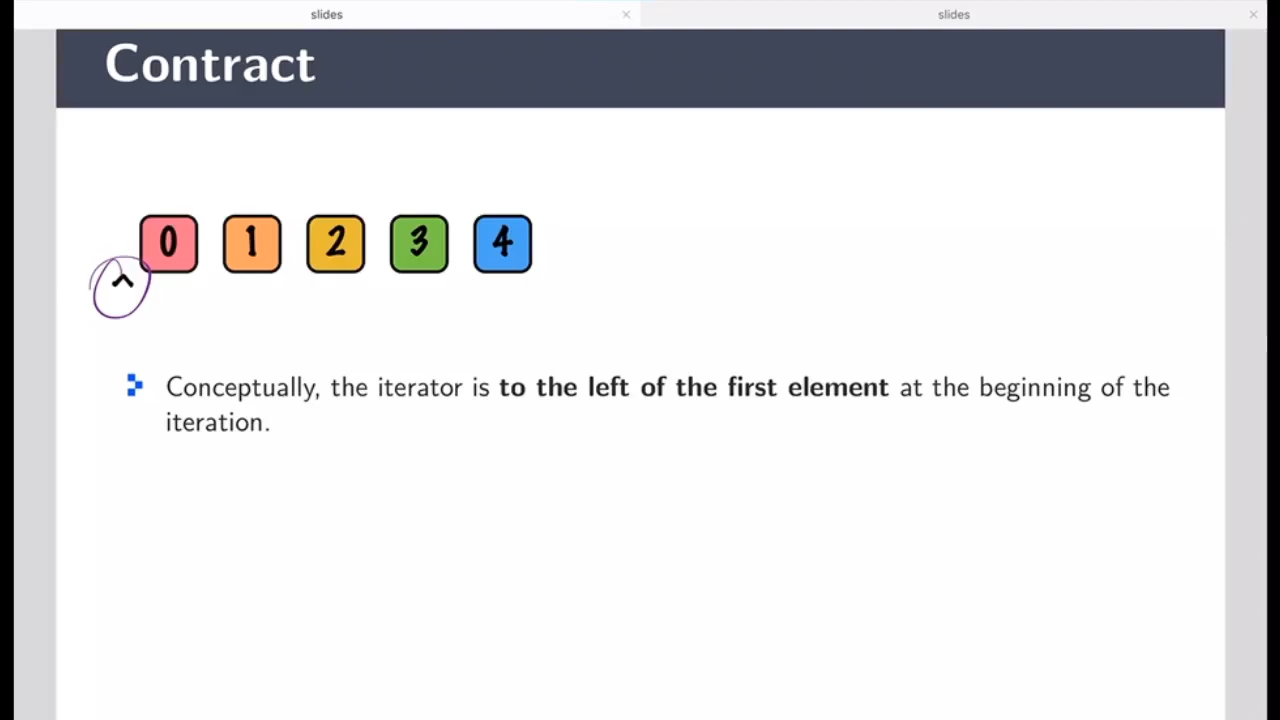 slides × slides ×
Contract
0 1 2 3 4
^
Conceptually, the iterator is to the left of the first element at the beginning of the
iteration.